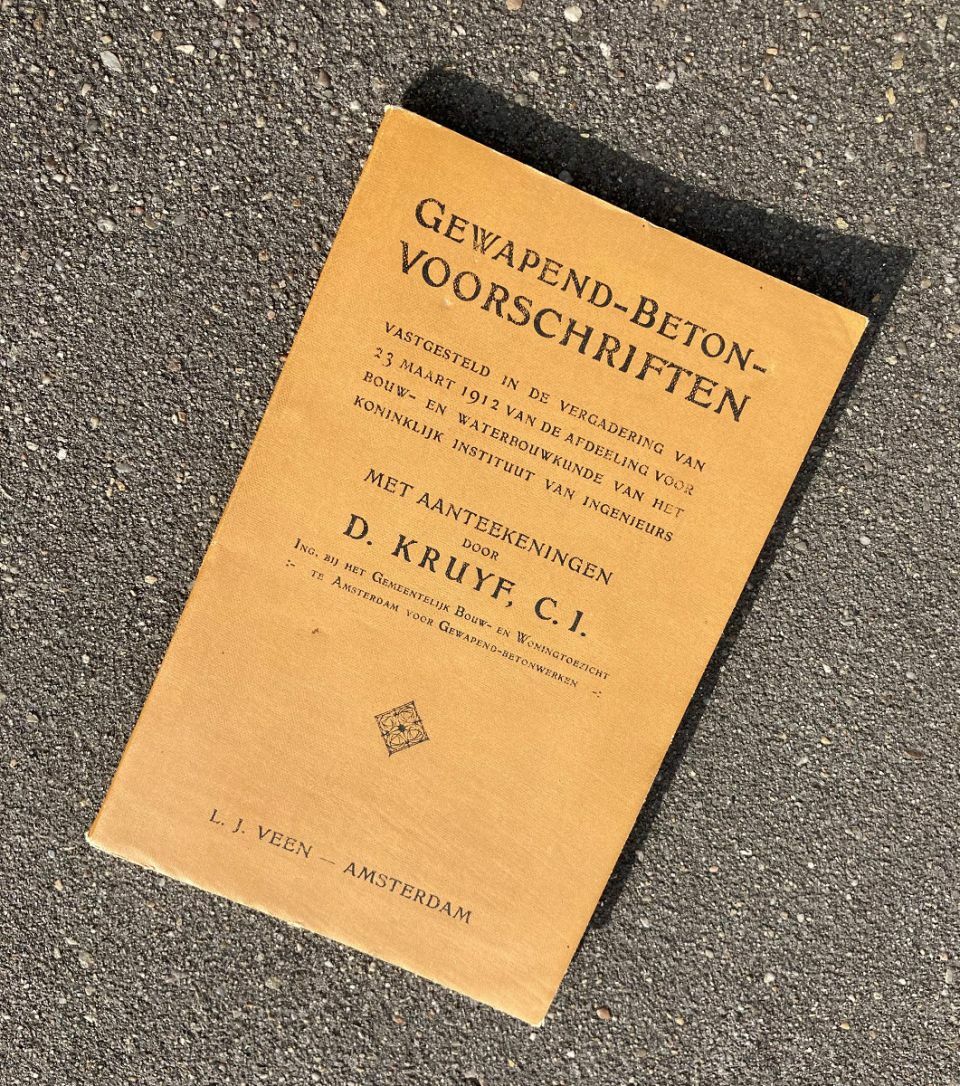 GEWAPEND-BETON-
VOORSCHRIFTEN
VASTGESTELD IN DE VERGADERING VAN
23 MAART 1912 VAN DE AFDEELING VOOR
BOUW- EN WATERBOUWKUNDE VAN HET
KONINKLIJK INSTITUUT VAN INGENIEURS
MET AANTEEKENINGEN
DOOR
D. KRUYF, C. I.
ING. BIJ HET GEMEENTELIJK BOUW- EN WONINGTOEZICHT
:- TE AMSTERDAM VOOR GEWAPEND-BETONWERKEN -:
L. J. VEEN — AMSTERDAM